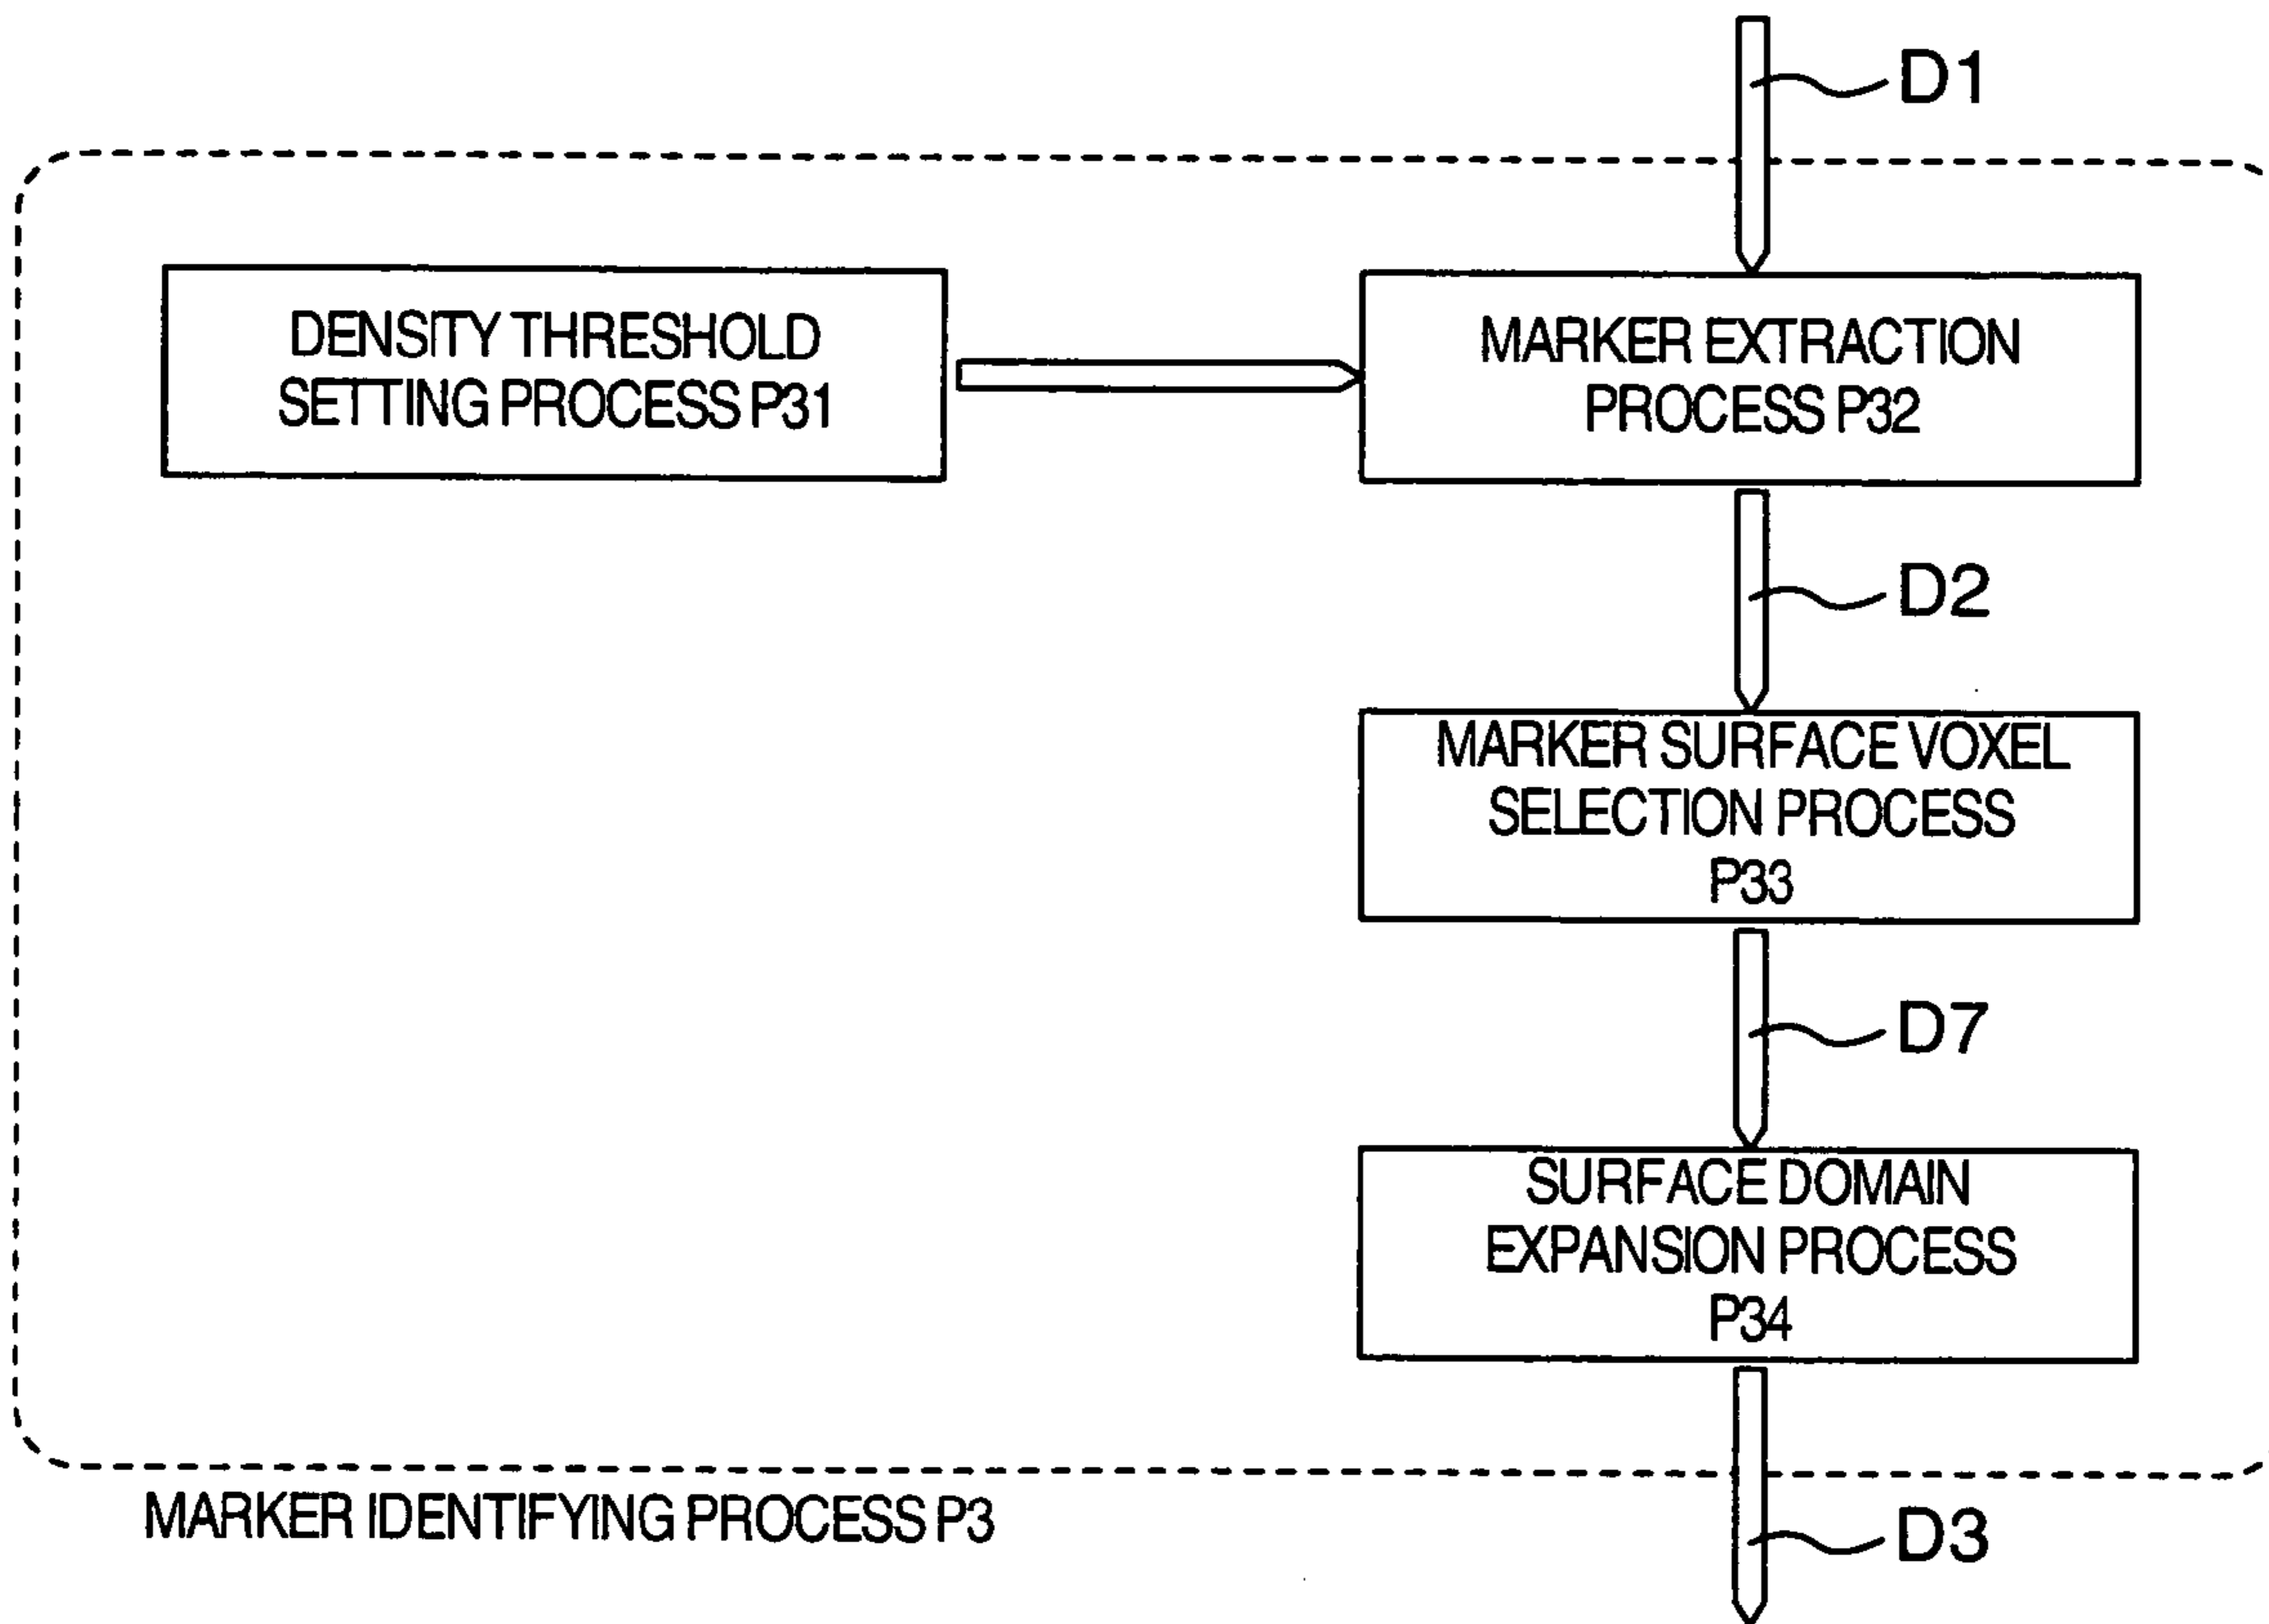 D1
DENSITY THRESHOLD
SETTING PROCESS P31
MARKER EXTRACTION
PROCESS P32
D2
MARKER SURFACE VOXEL
SELECTION PROCESS
P33
D7
SURFACE DOMAIN
EXPANSION PROCESS
P34
MARKER IDENTIFYING PROCESS P3
D3